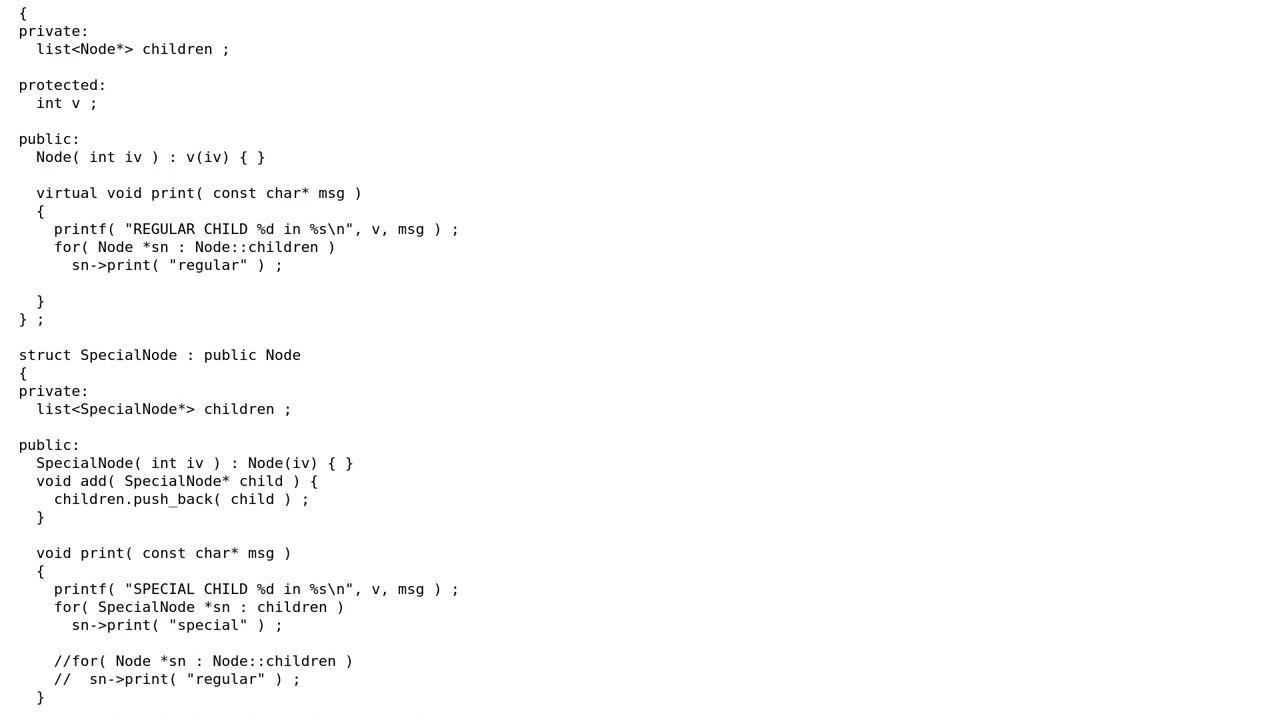 {
private:
  list<Node*> children ;

protected:
  int v ;

public:
  Node( int iv ) : v(iv) { }

  virtual void print( const char* msg )
  {
    printf( "REGULAR CHILD %d in %s\n", v, msg ) ;
    for( Node *sn : Node::children )
      sn->print( "regular" ) ;

  }
} ;

struct SpecialNode : public Node
{
private:
  list<SpecialNode*> children ;

public:
  SpecialNode( int iv ) : Node(iv) { }
  void add( SpecialNode* child ) {
    children.push_back( child ) ;
  }

  void print( const char* msg )
  {
    printf( "SPECIAL CHILD %d in %s\n", v, msg ) ;
    for( SpecialNode *sn : children )
      sn->print( "special" ) ;

    //for( Node *sn : Node::children )
    //  sn->print( "regular" ) ;
  }